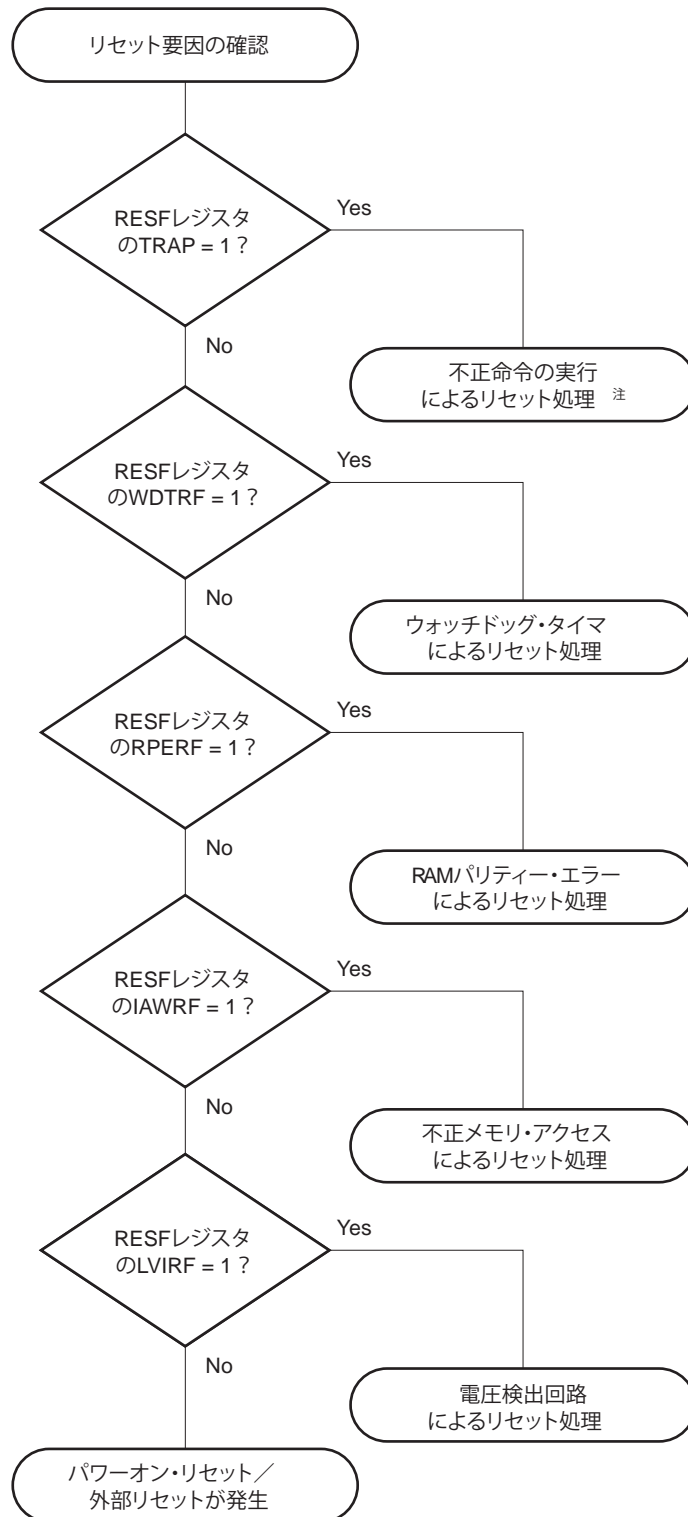 リセット要因の確認
RESFレジスタ
のTRAP = 1？
Yes
No
不正命令の実行
によるリセット処理 注
RESFレジスタ
のWDTRF = 1？
Yes
No
ウォッチドッグ・タイマ
によるリセット処理
RESFレジスタ
のRPERF = 1？
Yes
No
RAMパリティー・エラー
によるリセット処理
RESFレジスタ
のIAWRF = 1？
Yes
No
不正メモリ・アクセス
によるリセット処理
RESFレジスタ
のLVIRF = 1？
Yes
No
電圧検出回路
によるリセット処理
パワーオン・リセット／
外部リセットが発生